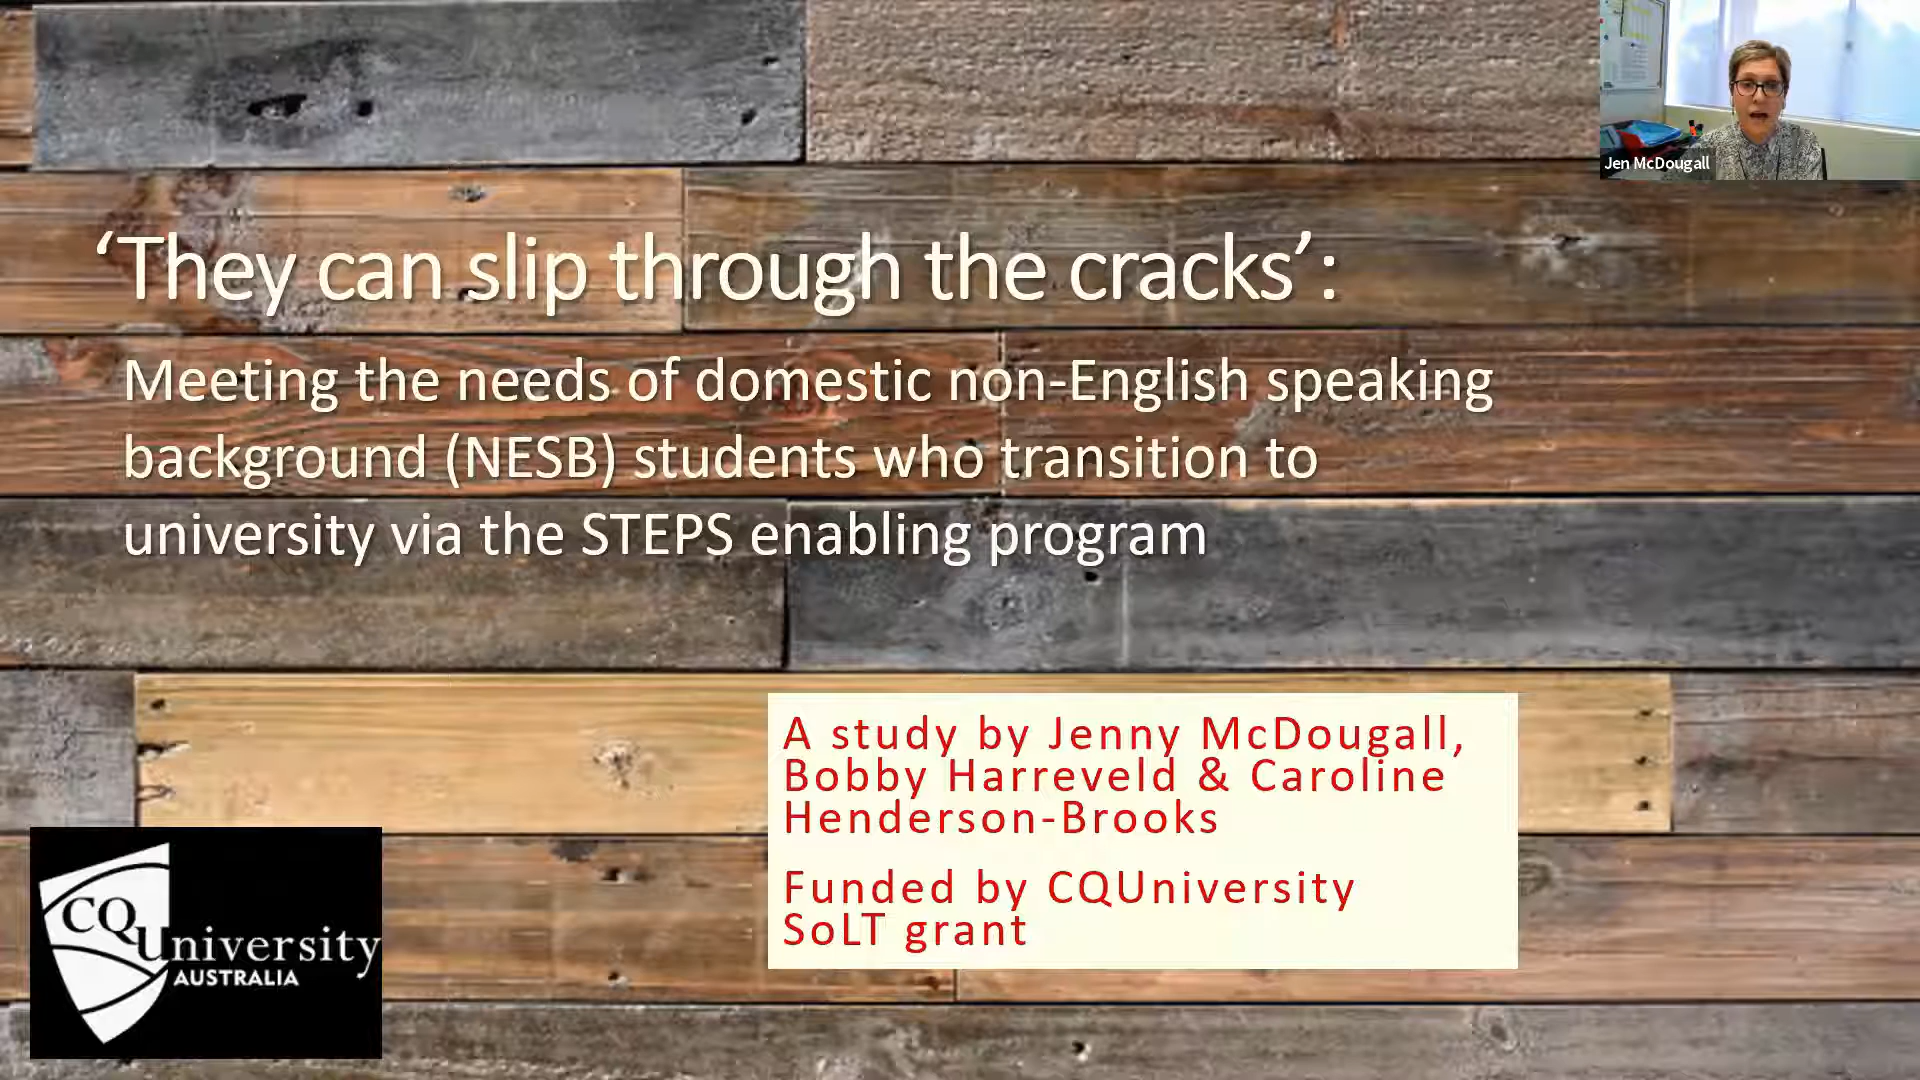 Jen McDougall
‘They can slip through the cracks’:
Meeting the needs of domestic non-English speaking
background (NESB) students who transition to
university via the STEPS enabling program
A study by Jenny McDougall,
Bobby Harreveld & Caroline
Henderson-Brooks
Funded by CQUniversity
SoLT grant
CQUniversity
AUSTRALIA